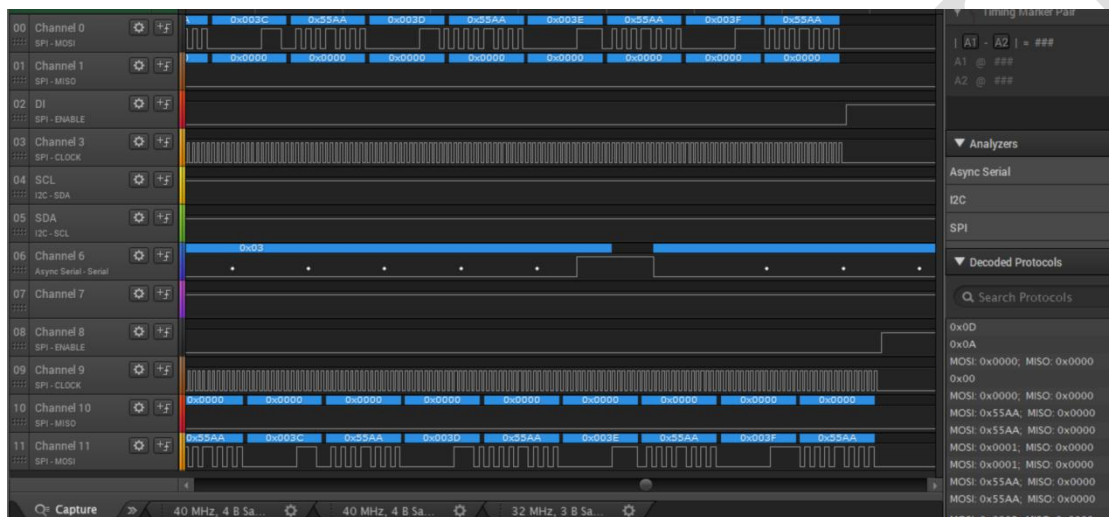 00 Channel 0 0x003C 0x55AA 0x003D 0x55AA 0x003E 0x55AA 0x003F 0x55AA
SPI - MOSI
01 Channel 1 0x0000 0x0000 0x0000 0x0000 0x0000 0x0000 0x0000 0x0000
SPI - MISO
02 DI
SPI - ENABLE
03 Channel 3
SPI - CLOCK
04 SCL
I2C - SDA
05 SDA
I2C - SCL
06 Channel 6 0x03
Async Serial - Serial
07 Channel 7
08 Channel 8
SPI - ENABLE
09 Channel 9
SPI - CLOCK
10 Channel 10 0x0000 0x0000 0x0000 0x0000 0x0000 0x0000 0x0000 0x0000 0x0000
SPI - MISO
11 Channel 11 0x55AA 0x003C 0x55AA 0x003D 0x55AA 0x003E 0x55AA 0x003F 0x55AA
SPI - MOSI
Capture 40 MHz, 4 B Sa... 40 MHz, 4 B Sa... 32 MHz, 3 B Sa...
Timing Marker Pair
| A1 - A2 | = ###
A1 @ ###
A2 @ ###
Analyzers
Async Serial
I2C
SPI
Decoded Protocols
Search Protocols
0x0D
0x0A
MOSI: 0x0000; MISO: 0x0000
0x00
MOSI: 0x0000; MISO: 0x0000
MOSI: 0x55AA; MISO: 0x0000
MOSI: 0x55AA; MISO: 0x0000
MOSI: 0x0001; MISO: 0x0000
MOSI: 0x0001; MISO: 0x0000
MOSI: 0x55AA; MISO: 0x0000
MOSI: 0x55AA; MISO: 0x0000